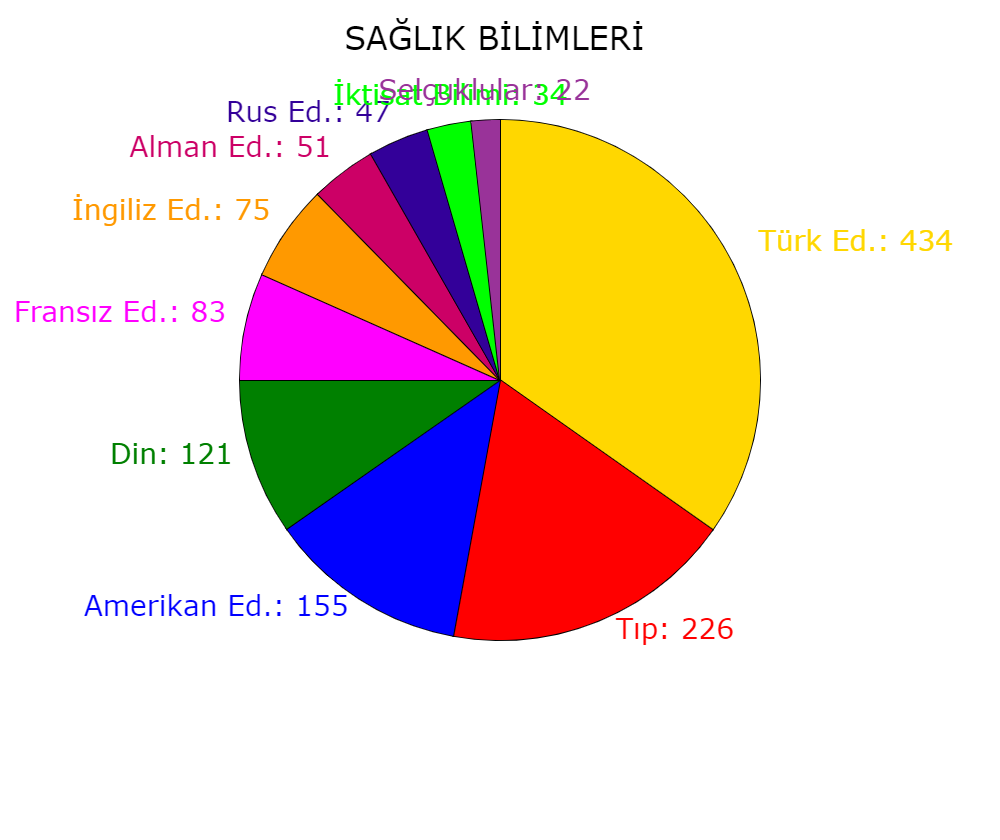 SAĞLIK BİLİMLERİ
Selçuklular: 22
İktisat Bilimi: 34
Rus Ed.: 47
Alman Ed.: 51
İngiliz Ed.: 75
Türk Ed.: 434
Fransız Ed.: 83
Din: 121
Amerikan Ed.: 155
Tıp: 226